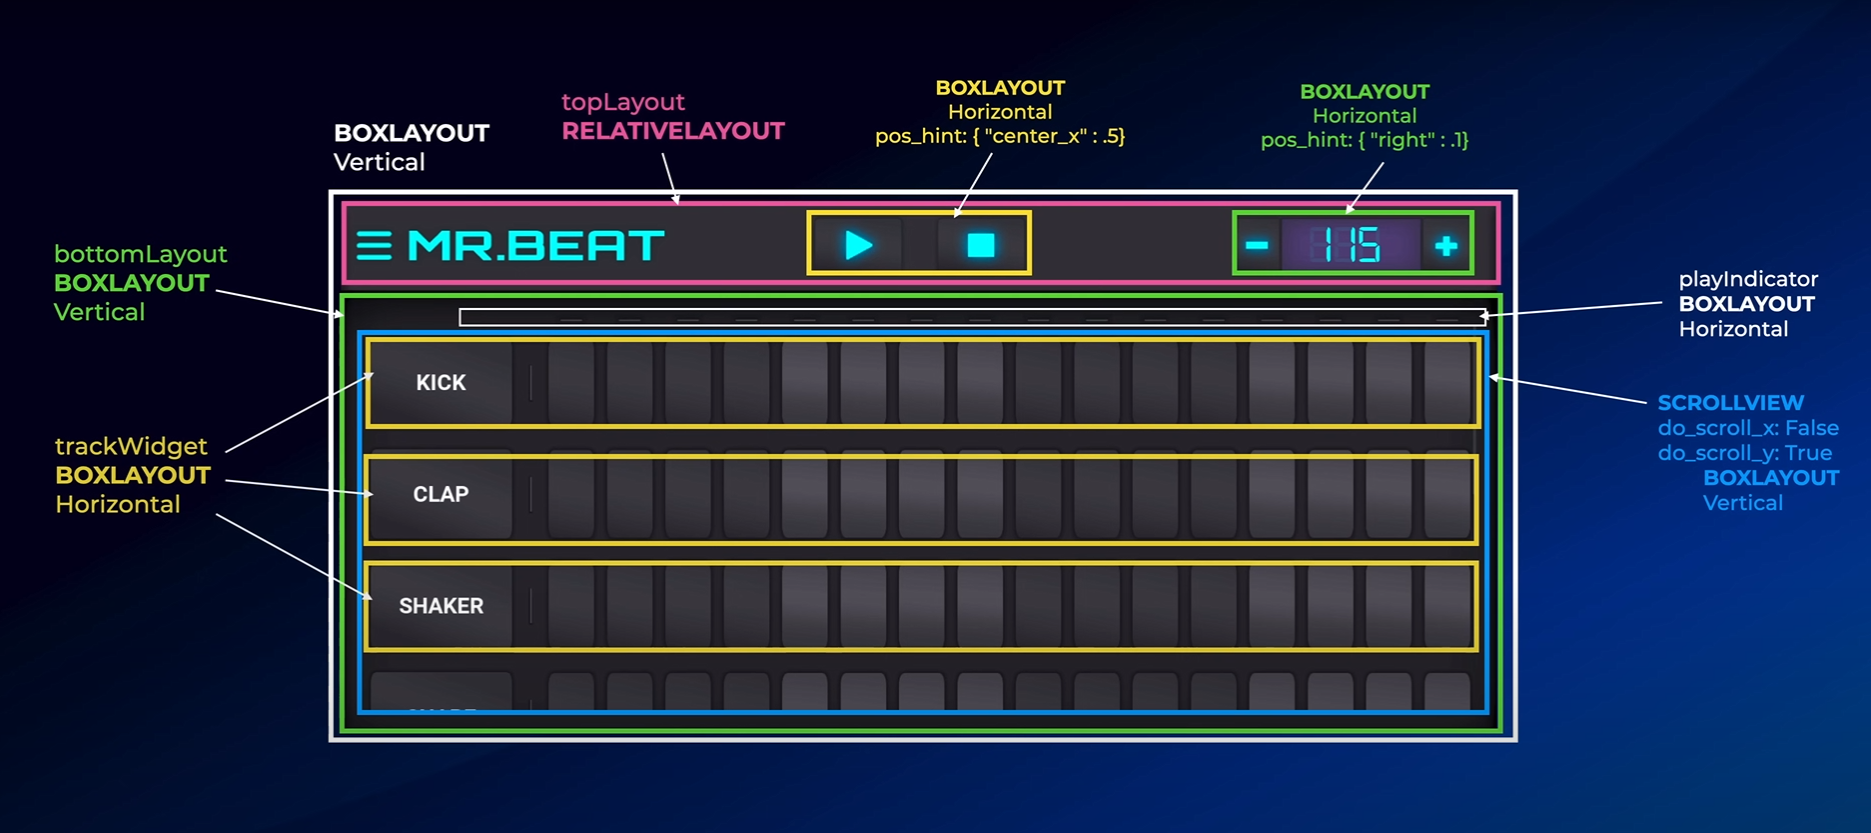 BOXLAYOUT
Vertical
topLayout
RELATIVELAYOUT
BOXLAYOUT
Horizontal
pos_hint: { "center_x" : .5}
BOXLAYOUT
Horizontal
pos_hint: { "right" : .1}
MR.BEAT
115
bottomLayout
BOXLAYOUT
Vertical
playIndicator
BOXLAYOUT
Horizontal
KICK
trackWidget
BOXLAYOUT
Horizontal
SCROLLVIEW
do_scroll_x: False
do_scroll_y: True
BOXLAYOUT
Vertical
CLAP
SHAKER